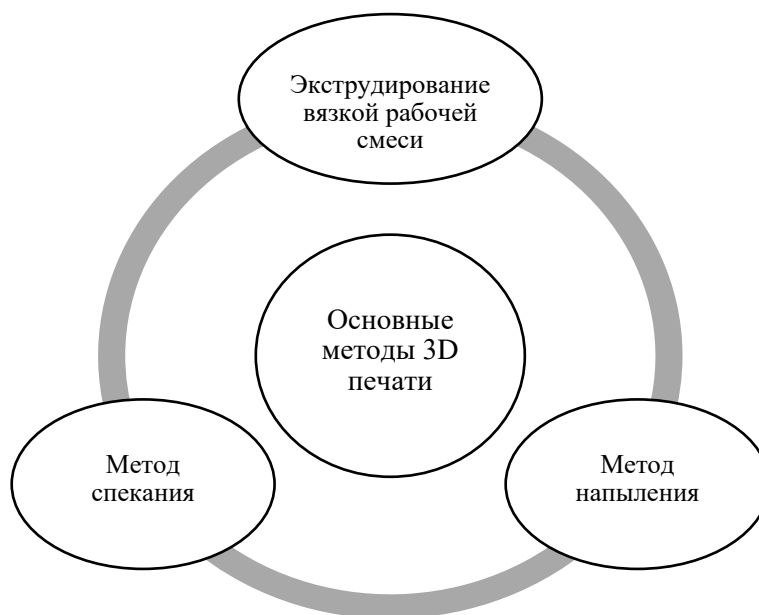 Экструдирование
вязкой рабочей
смеси
Основные
методы 3D
печати
Метод
спекания
Метод
напыления